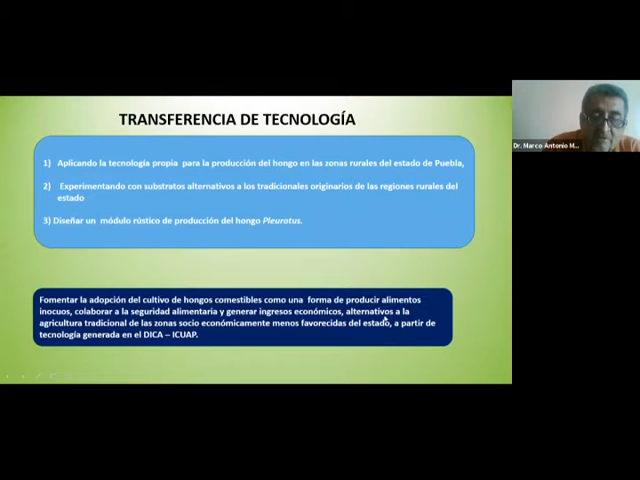 TRANSFERENCIA DE TECNOLOGÍA
Dr. Marco Antonio M...
1) Aplicando la tecnología propia para la producción del hongo en las zonas rurales del estado de Puebla,
2) Experimentando con substratos alternativos a los tradicionales originarios de las regiones rurales del
estado
3) Diseñar un módulo rústico de producción del hongo Pleurotus.
Fomentar la adopción del cultivo de hongos comestibles como una forma de producir alimentos
inocuos, colaborar a la seguridad alimentaria y generar ingresos económicos, alternativos a la
agricultura tradicional de las zonas socio económicamente menos favorecidas del estado, a partir de
tecnología generada en el DICA – ICUAP.